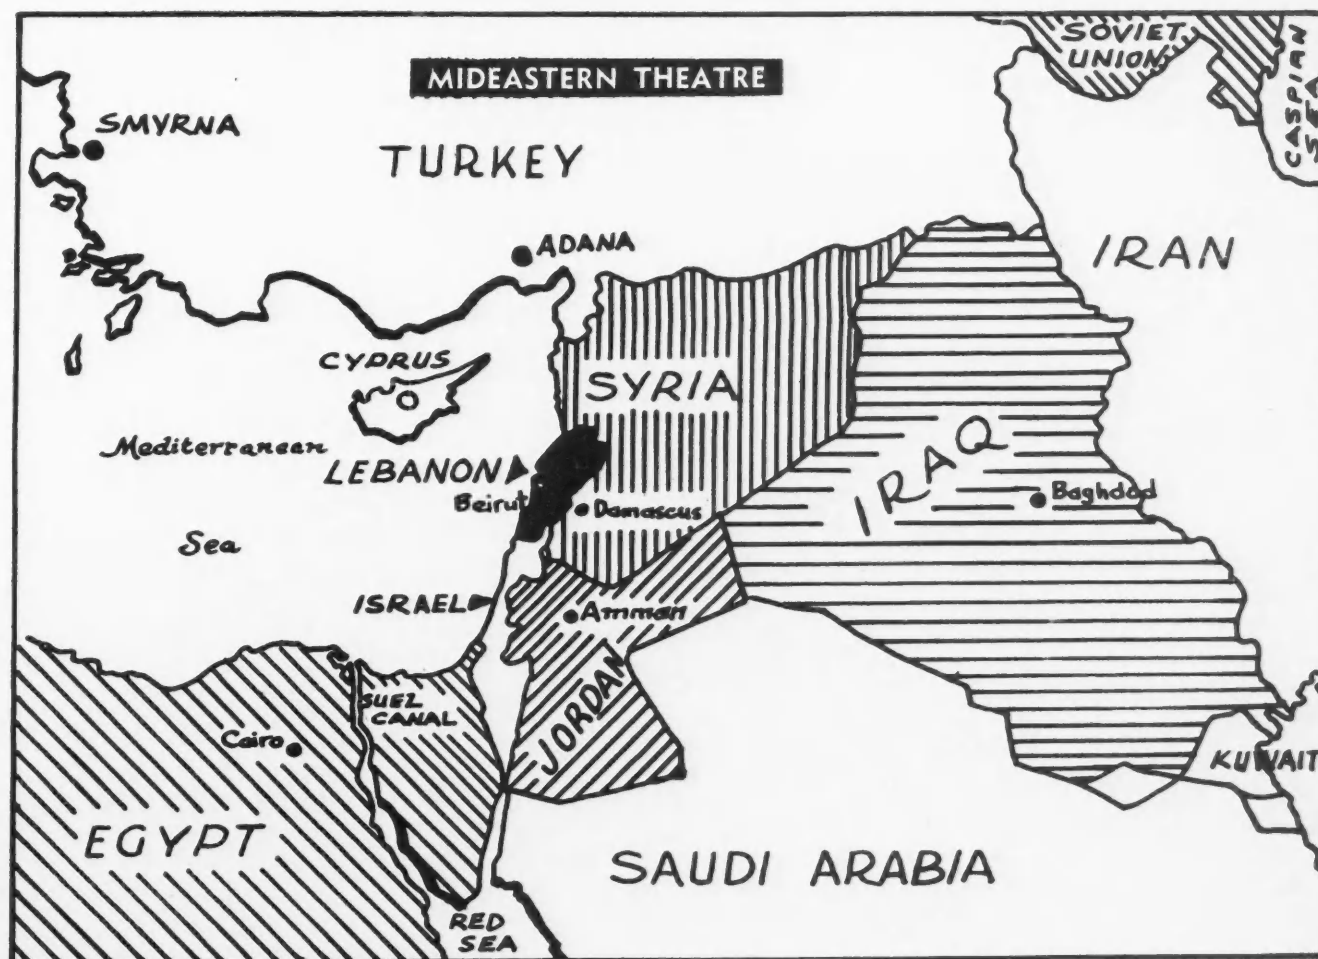 MIDEASTERN THEATRE
SOVIET
UNION
CASPIAN
SEA
SMYRNA
TURKEY
ADANA
IRAN
CYPRUS
SYRIA
Mediterranean
Sea
LEBANON
Beirut
Damascus
IRAQ
Baghdad
ISRAEL
Amman
JORDAN
SUEZ
CANAL
Cairo
KUWAIT
EGYPT
SAUDI ARABIA
RED
SEA